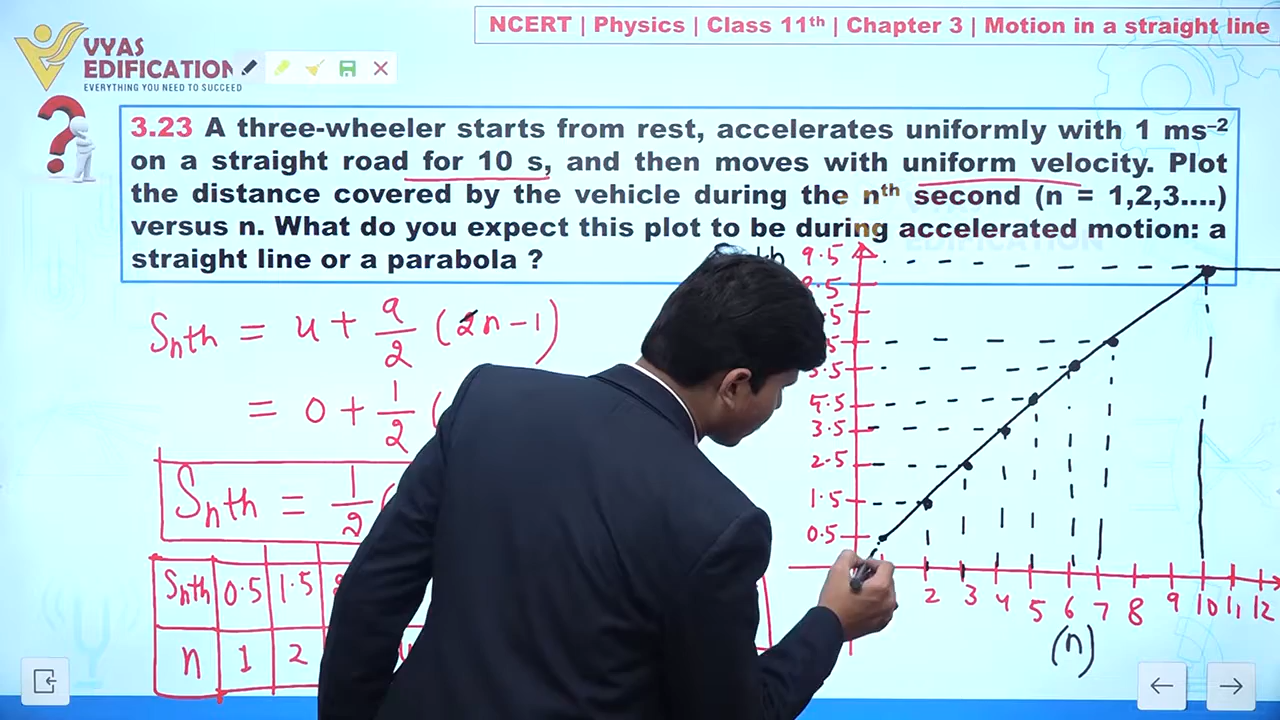 NCERT | Physics | Class 11th | Chapter 3 | Motion in a straight line
VYAS
EDIFICATION
EVERYTHING YOU NEED TO SUCCEED
3.23 A three-wheeler starts from rest, accelerates uniformly with 1 ms–2
on a straight road for 10 s, and then moves with uniform velocity. Plot
the distance covered by the vehicle during the nth second (n = 1,2,3....)
versus n. What do you expect this plot to be during accelerated motion: a
straight line or a parabola ?
Snth = u + a/2 (2n-1)
= 0 + 1/2 (
Snth = 1/2 (
Snth 0.5 1.5
n 1 2
9.5
5.5
4.5
3.5
2.5
1.5
0.5
2 3 4 5 6 7 8 9 10 11 12
(n)